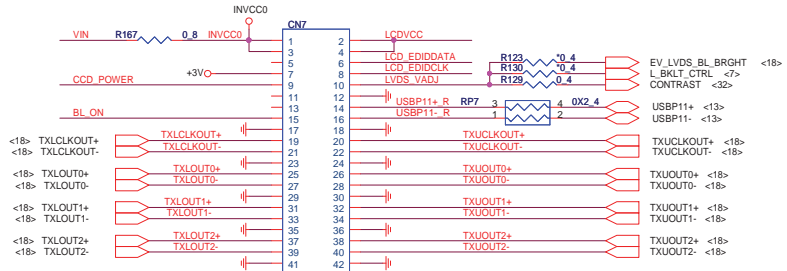 INVCC0
CN7
VIN R167 0_8 INVCC0 1 2 LCDVCC
3 4
5 6 LCD_EDIDDATA R123 *0_4 EV_LVDS_BL_BRGHT <18>
+3V 7 8 LCD_EDIDCLK R130 *0_4 L_BKLT_CTRL <7>
CCD_POWER 9 10 LVDS_VADJ R129 0_4 CONTRAST <32>
11 12
13 14 USBP11+_R RP7 3 4 0X2_4 USBP11+ <13>
BL_ON 15 16 USBP11-_R 1 2 USBP11- <13>
17 18
<18> TXLCLKOUT+ TXLCLKOUT+ 19 20 TXUCLKOUT+ TXUCLKOUT+ <18>
<18> TXLCLKOUT- TXLCLKOUT- 21 22 TXUCLKOUT- TXUCLKOUT- <18>
23 24
<18> TXLOUT0+ TXLOUT0+ 25 26 TXUOUT0+ TXUOUT0+ <18>
<18> TXLOUT0- TXLOUT0- 27 28 TXUOUT0- TXUOUT0- <18>
29 30
<18> TXLOUT1+ TXLOUT1+ 31 32 TXUOUT1+ TXUOUT1+ <18>
<18> TXLOUT1- TXLOUT1- 33 34 TXUOUT1- TXUOUT1- <18>
35 36
<18> TXLOUT2+ TXLOUT2+ 37 38 TXUOUT2+ TXUOUT2+ <18>
<18> TXLOUT2- TXLOUT2- 39 40 TXUOUT2- TXUOUT2- <18>
41 42